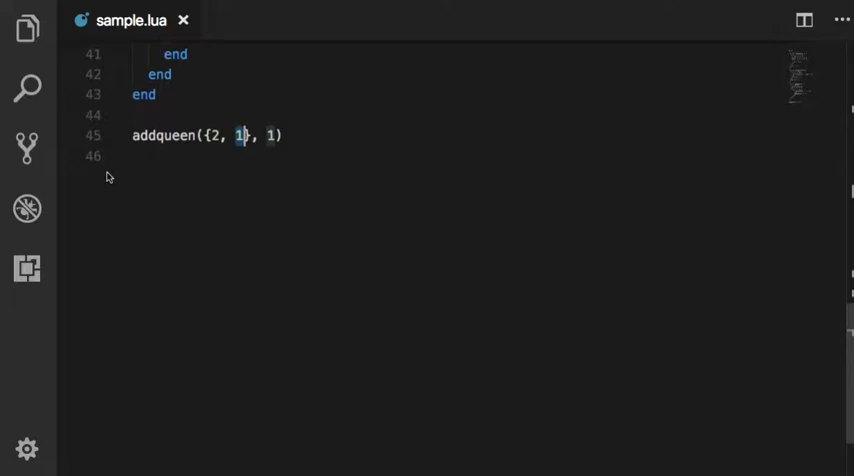 sample.lua
41 end
42 end
43 end
44
45 addqueen({2, 1}, 1)
46